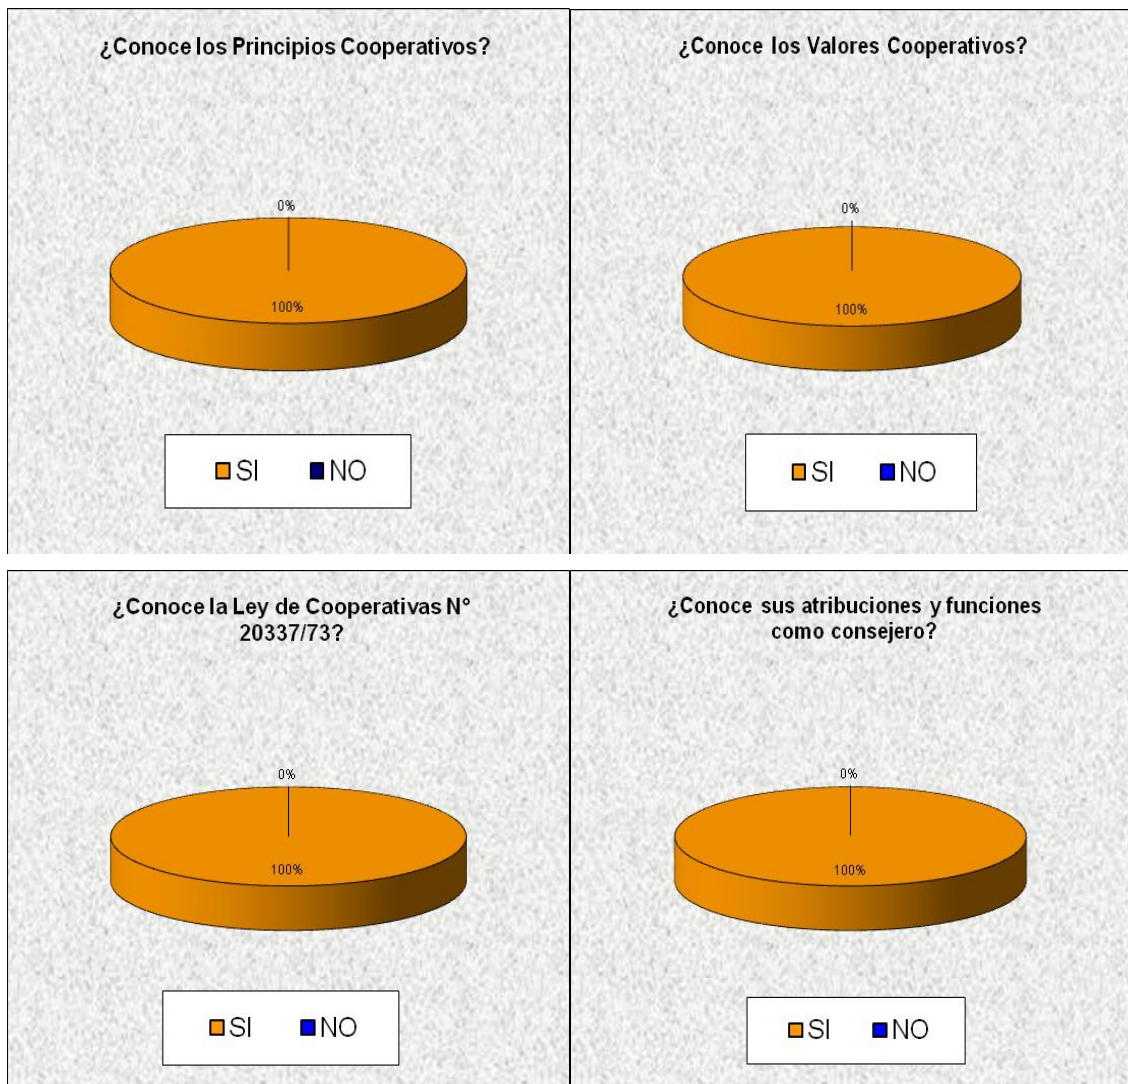 ¿Conoce los Principios Cooperativos?
0%
100%
SI NO
¿Conoce los Valores Cooperativos?
0%
100%
SI NO
¿Conoce la Ley de Cooperativas N°
20337/73?
0%
100%
SI NO
¿Conoce sus atribuciones y funciones
como consejero?
0%
100%
SI NO